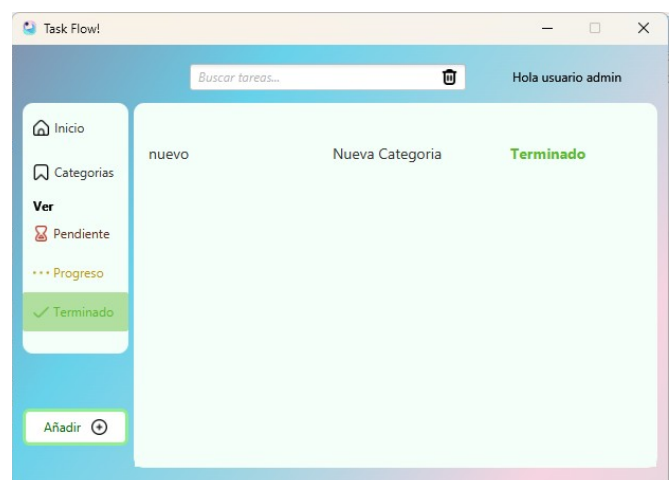 Task Flow!
Buscar tareas...
Hola usuario admin
Inicio
Categorias
Ver
Pendiente
Progreso
Terminado
Añadir
nuevo Nueva Categoria Terminado